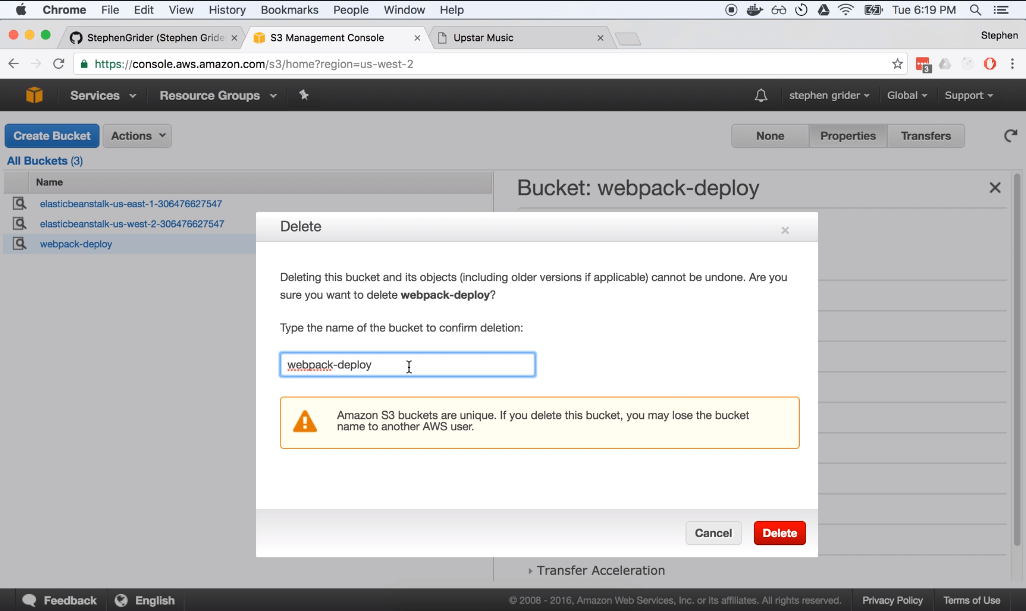 Chrome File Edit View History Bookmarks People Window Help Tue 6:19 PM
StephenGrider (Stephen Gride × S3 Management Console × Upstar Music × Stephen
https://console.aws.amazon.com/s3/home?region=us-west-2 3
Services Resource Groups stephen grider Global Support
Create Bucket Actions None Properties Transfers
All Buckets (3)
Name
Bucket: webpack-deploy ×
elasticbeanstalk-us-east-1-306476627547
elasticbeanstalk-us-west-2-306476627547
webpack-deploy
Delete ×
Deleting this bucket and its objects (including older versions if applicable) cannot be undone. Are you
sure you want to delete webpack-deploy?
Type the name of the bucket to confirm deletion:
webpack-deploy
Amazon S3 buckets are unique. If you delete this bucket, you may lose the bucket
name to another AWS user.
Cancel Delete
Transfer Acceleration
Feedback English © 2008 - 2016, Amazon Web Services, Inc. or its affiliates. All rights reserved. Privacy Policy Terms of Use